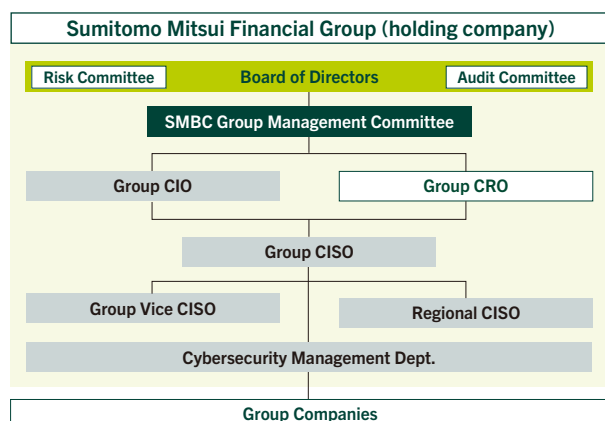 Sumitomo Mitsui Financial Group (holding company)
Risk Committee
Board of Directors
Audit Committee
SMBC Group Management Committee
Group CIO
Group CRO
Group CISO
Group Vice CISO
Regional CISO
Cybersecurity Management Dept.
Group Companies